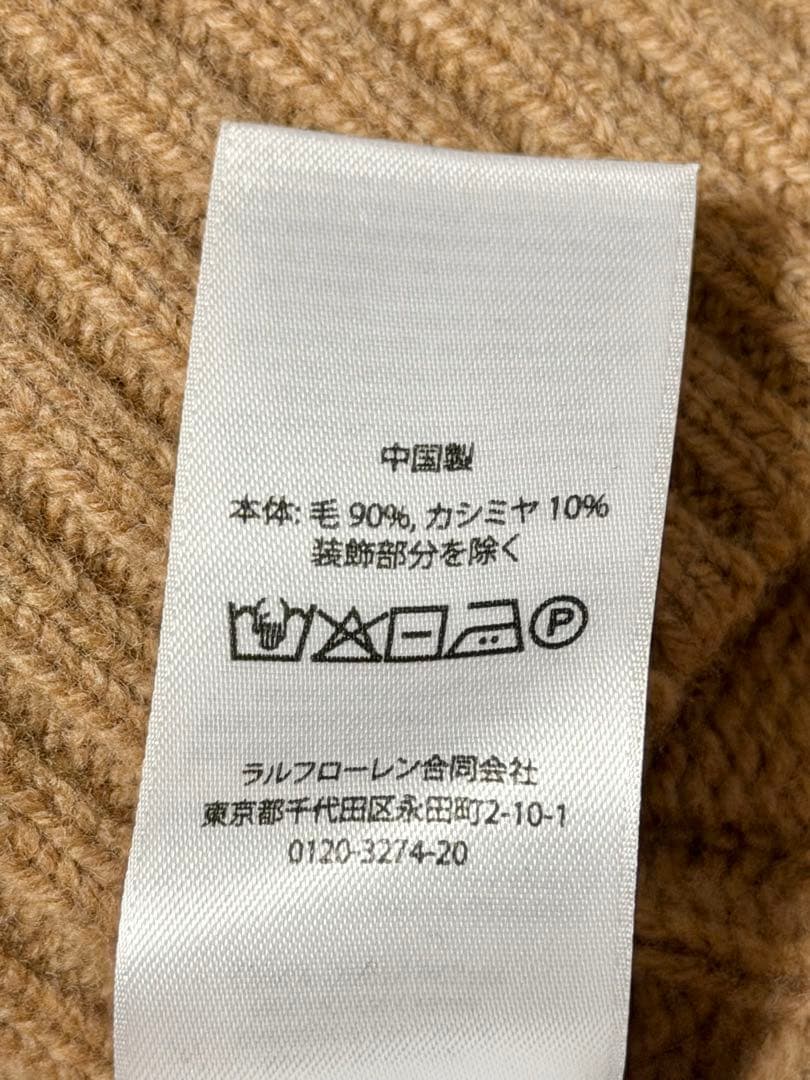 中国製
本体: 毛 90%, カシミヤ 10%
装飾部分を除く
P
ラルフローレン合同会社
東京都千代田区永田町2-10-1
0120-3274-20